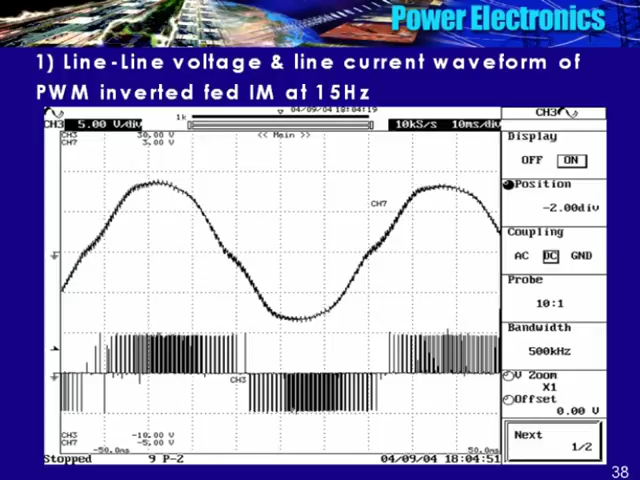 Power Electronics
1) Line-Line voltage & line current waveform of
PWM inverted fed IM at 15Hz
04/09/04 18:04:19
CH3 5.00 V/div
1k
10kS/s 10ms/div
CH3 30.00 V
CH7 3.00 V
<< Main >>
CH7
CH3
CH3 -10.00 V
CH7 -5.00 V
-50.0ms
50.0ms
Stopped
9 P-Z
04/09/04 18:04:51
CH3
Display
OFF ON
Position
-2.00div
Coupling
AC DC GND
Probe
10:1
Bandwidth
500kHz
V Zoom
X1
Offset
0.00 V
Next
1/2
38